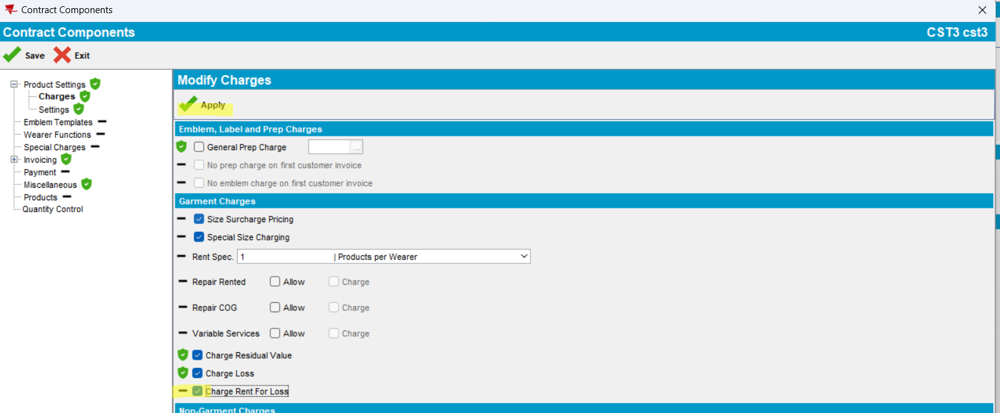 Contract Components
Contract Components CST3 cst3
Save Exit
Product Settings
Charges
Settings
Emblem Templates
Wearer Functions
Special Charges
Invoicing
Payment
Miscellaneous
Products
Quantity Control
Modify Charges
Apply
Emblem, Label and Prep Charges
General Prep Charge ...
No prep charge on first customer invoice
No emblem charge on first customer invoice
Garment Charges
Size Surcharge Pricing
Special Size Charging
Rent Spec. 1 | Products per Wearer
Repair Rented Allow Charge
Repair COG Allow Charge
Variable Services Allow Charge
Charge Residual Value
Charge Loss
Charge Rent For Loss
Non-Garment Charges